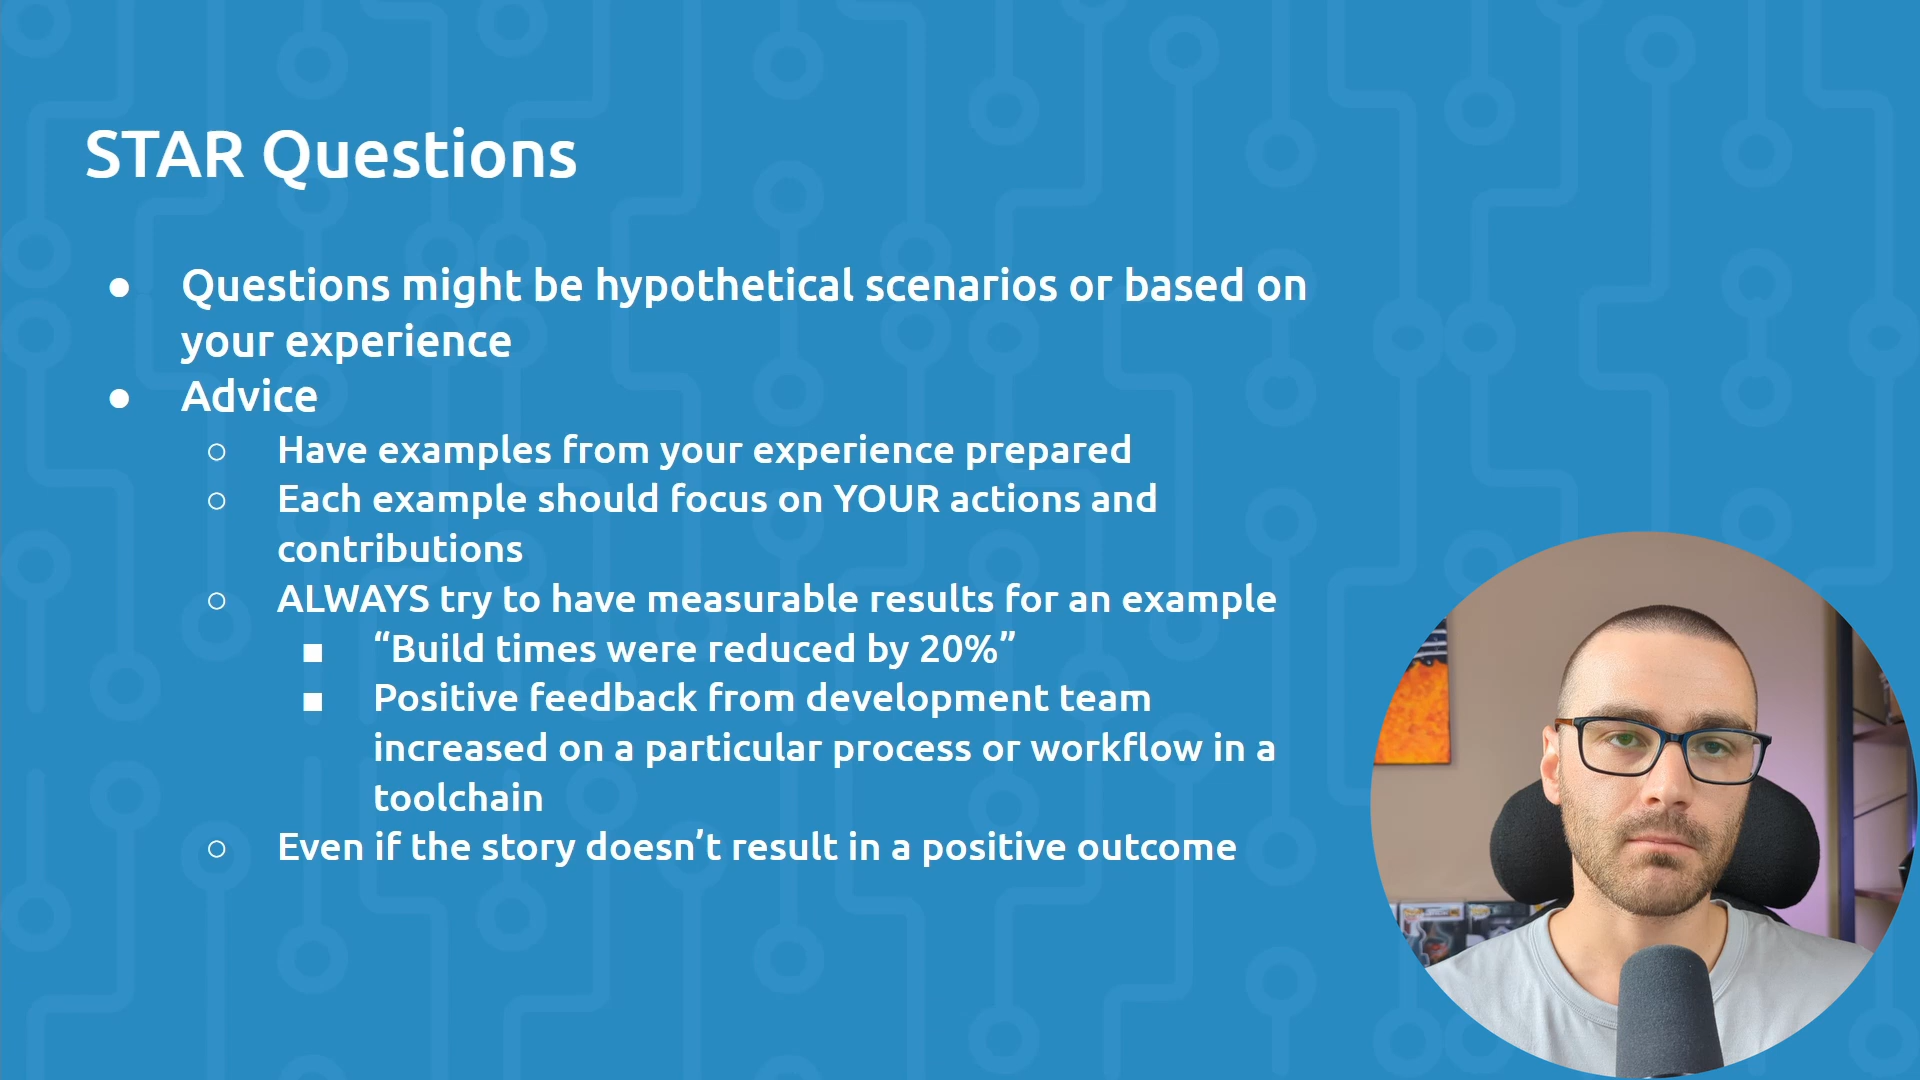 STAR Questions
● Questions might be hypothetical scenarios or based on
your experience
● Advice
○ Have examples from your experience prepared
○ Each example should focus on YOUR actions and
contributions
○ ALWAYS try to have measurable results for an example
■ “Build times were reduced by 20%”
■ Positive feedback from development team
increased on a particular process or workflow in a
toolchain
○ Even if the story doesn’t result in a positive outcome